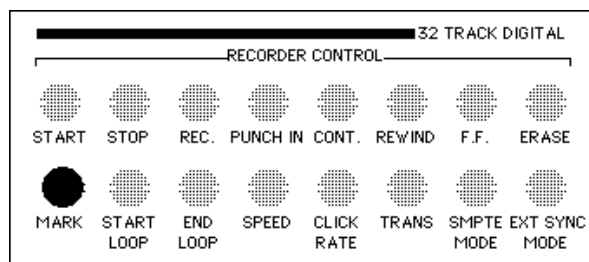 32 TRACK DIGITAL
RECORDER CONTROL
START STOP REC. PUNCH IN CONT. REWIND F.F. ERASE
MARK START LOOP END LOOP SPEED CLICK RATE TRANS SMPTE MODE EXT SYNC MODE